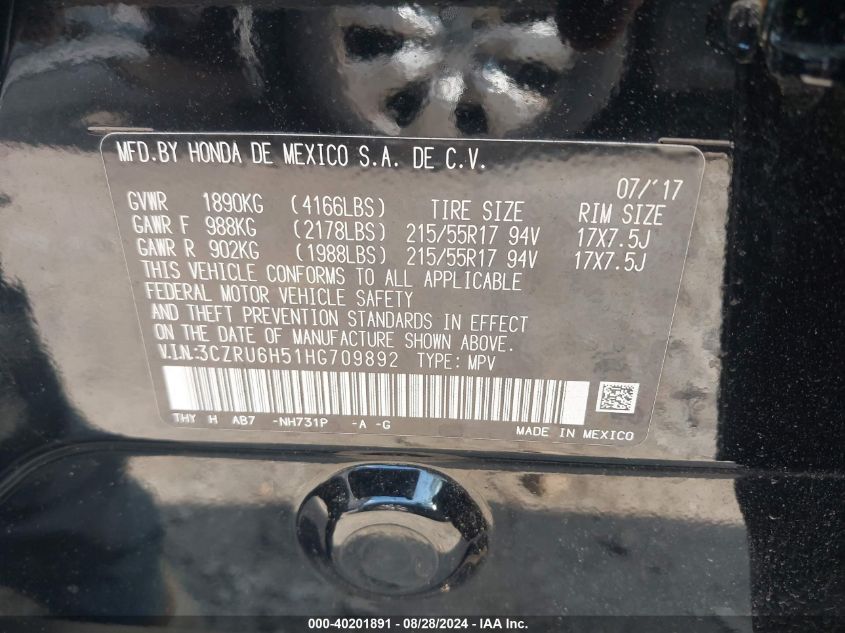 MFD.BY HONDA DE MEXICO S.A. DE C.V.
07/'17
GVWR 1890KG (4166LBS) TIRE SIZE RIM SIZE
GAWR F 988KG (2178LBS) 215/55R17 94V 17X7.5J
GAWR R 902KG (1988LBS) 215/55R17 94V 17X7.5J
THIS VEHICLE CONFORMS TO ALL APPLICABLE
FEDERAL MOTOR VEHICLE SAFETY
AND THEFT PREVENTION STANDARDS IN EFFECT
ON THE DATE OF MANUFACTURE SHOWN ABOVE.
V.I.N.:3CZRU6H51HG709892 TYPE: MPV
THY H AB7 -NH731P -A -G
MADE IN MEXICO
000-40201891 - 08/28/2024 - IAA Inc.